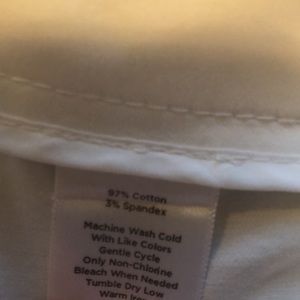 97% Cotton
3% Spandex
Machine Wash Cold
With Like Colors
Gentle Cycle
Only Non-Chlorine
Bleach When Needed
Tumble Dry Low
Warm